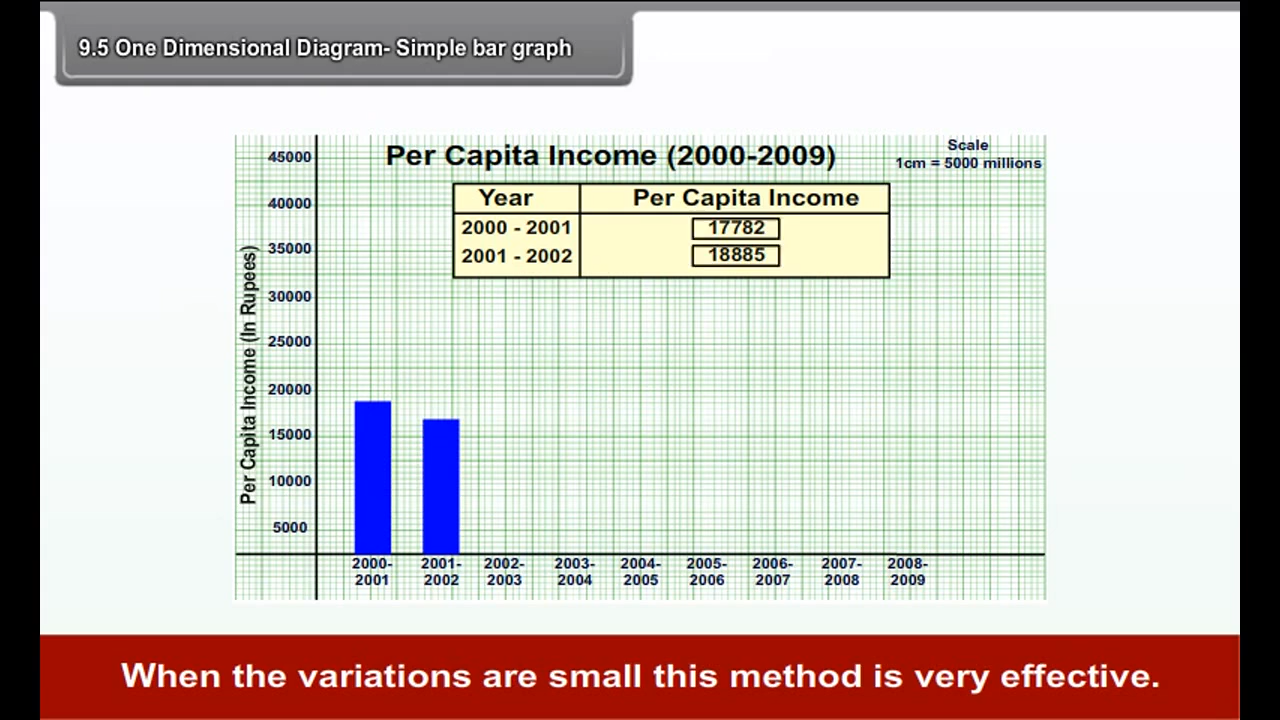 9.5 One Dimensional Diagram- Simple bar graph
Per Capita Income (2000-2009)
Scale
1cm = 5000 millions
Year Per Capita Income
2000 - 2001 17782
2001 - 2002 18885
Per Capita Income (In Rupees)
45000
40000
35000
30000
25000
20000
15000
10000
5000
2000- 2001- 2002- 2003- 2004- 2005- 2006- 2007- 2008-
2001 2002 2003 2004 2005 2006 2007 2008 2009
When the variations are small this method is very effective.